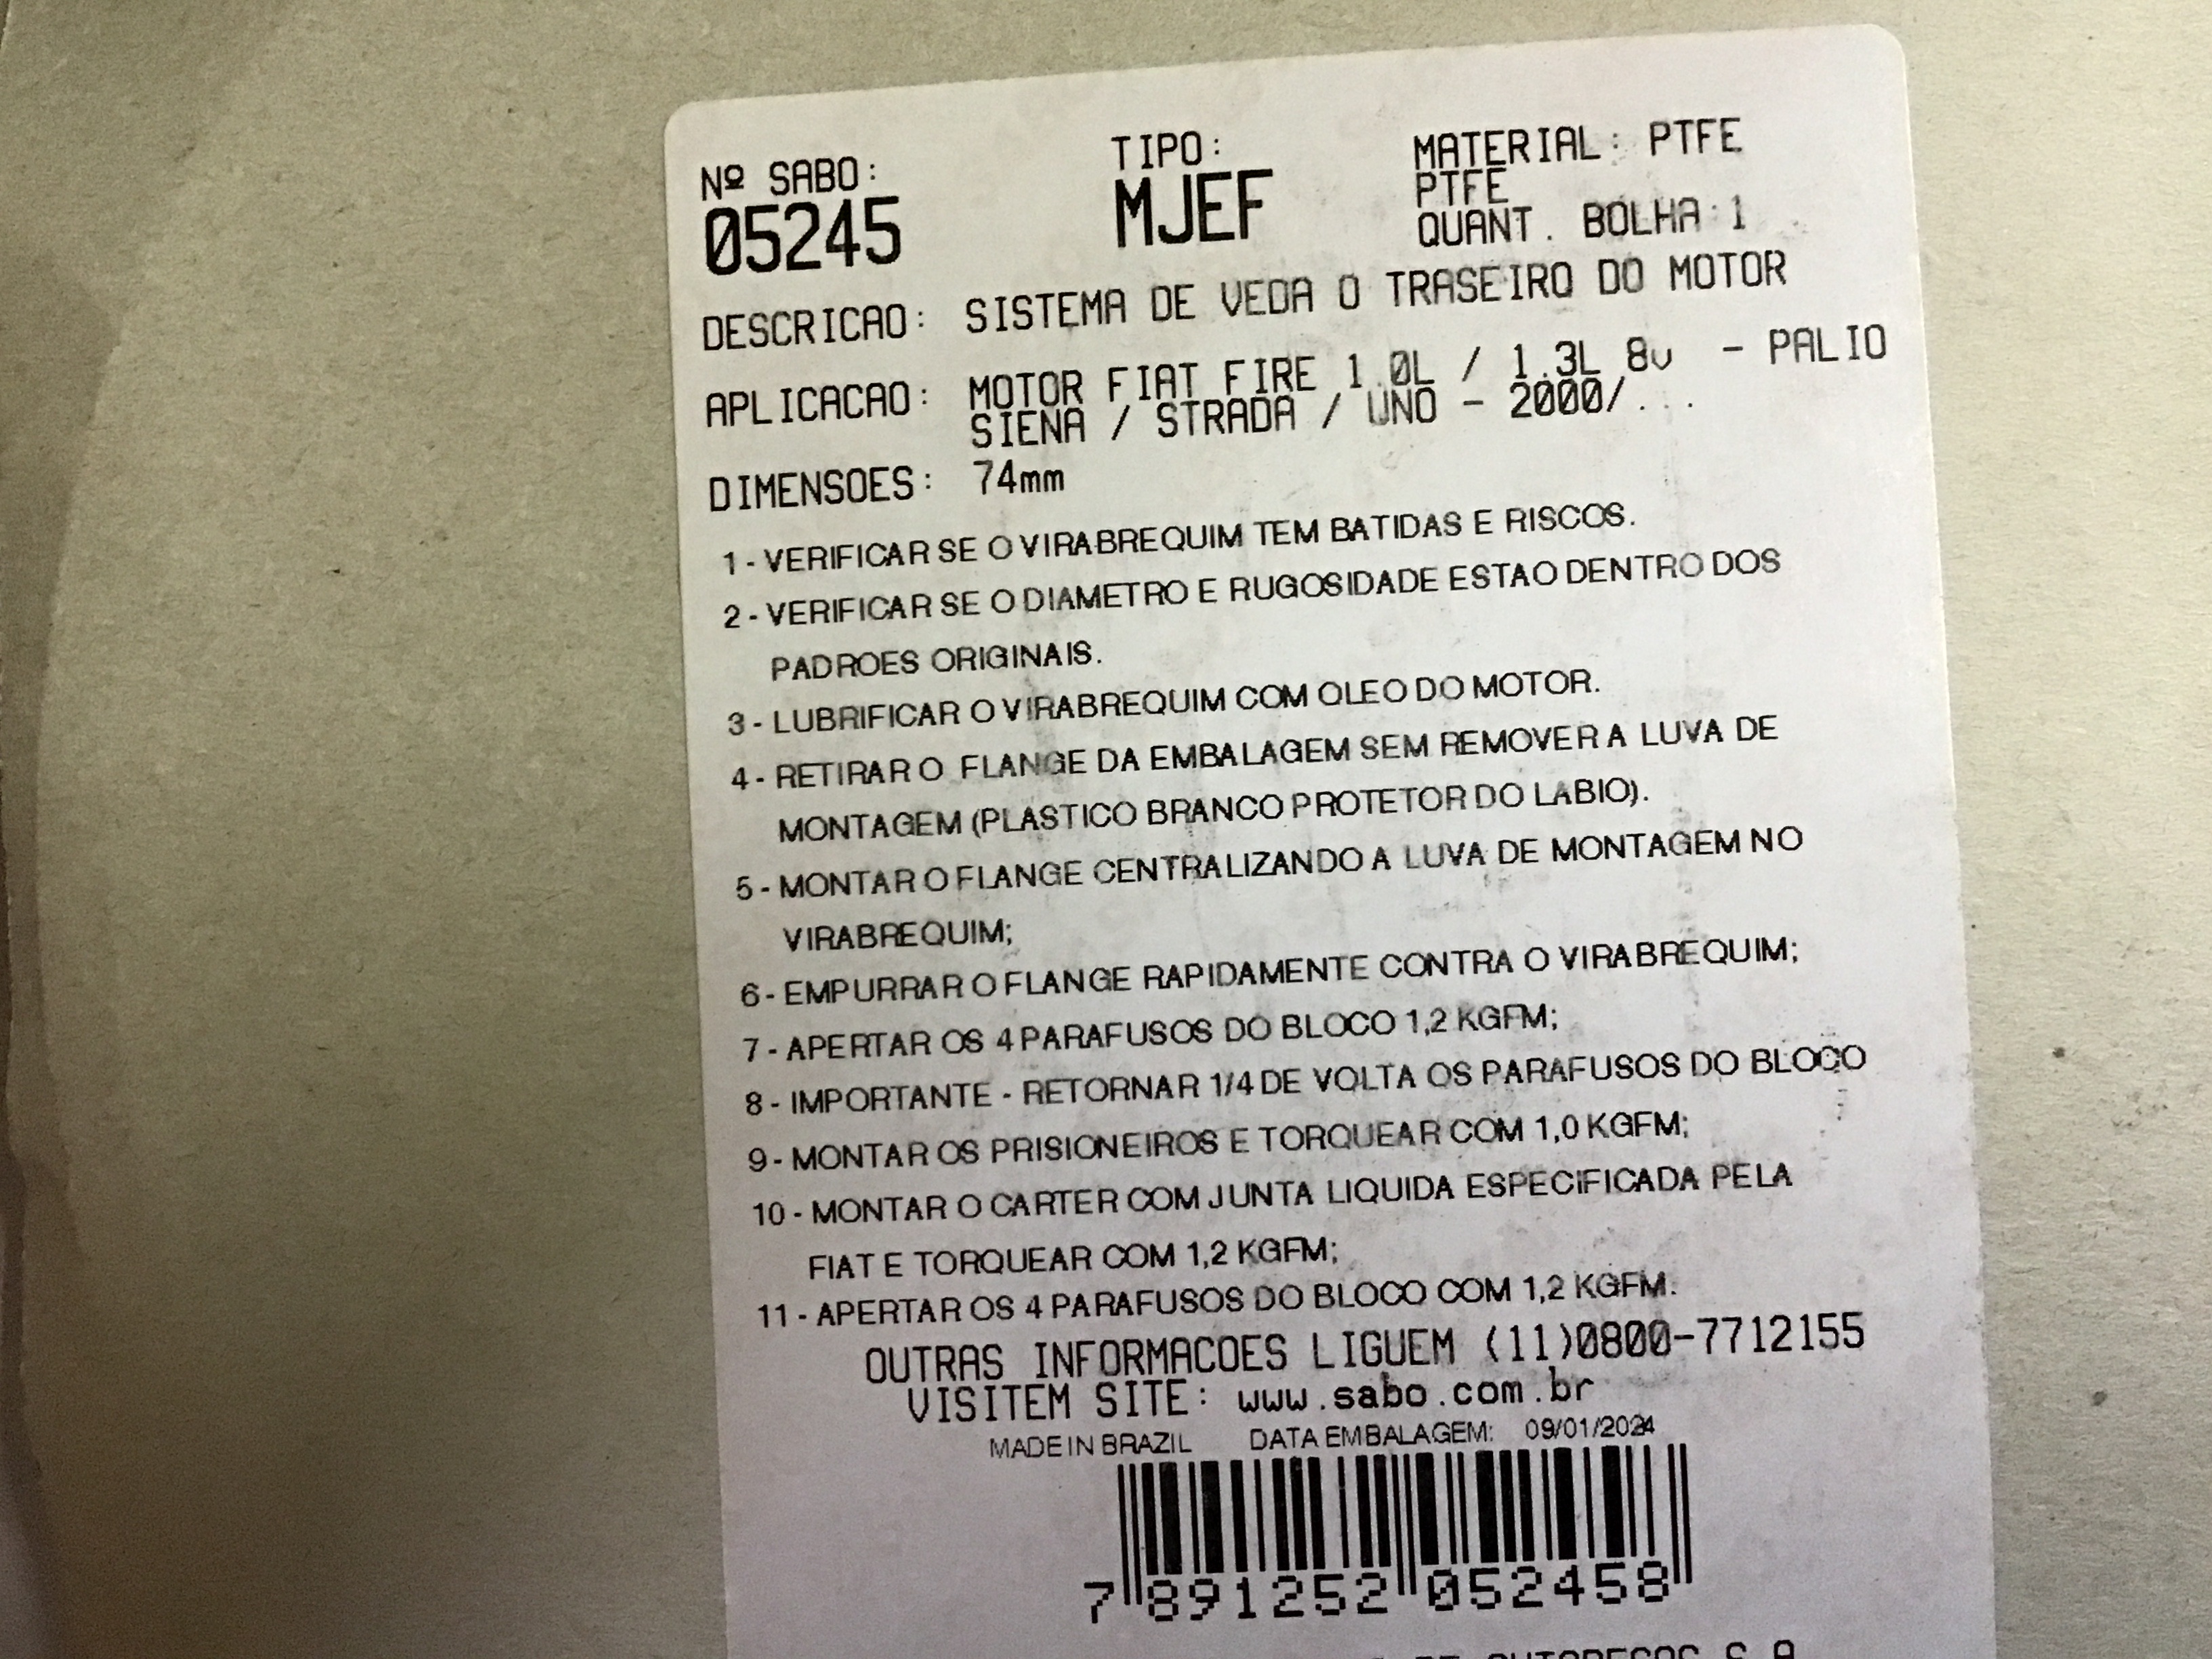 Nº SABO:
05245
TIPO:
MJEF
MATERIAL: PTFE
PTFE
QUANT. BOLHA:1
DESCRICAO: SISTEMA DE VEDA O TRASEIRO DO MOTOR
APLICACAO: MOTOR FIAT FIRE 1.0L / 1.3L 8v - PALIO
SIENA / STRADA / UNO - 2000/...
DIMENSOES: 74mm
1 - VERIFICAR SE O VIRABREQUIM TEM BATIDAS E RISCOS.
2 - VERIFICAR SE O DIAMETRO E RUGOSIDADE ESTAO DENTRO DOS
PADROES ORIGINAIS.
3 - LUBRIFICAR O VIRABREQUIM COM OLEO DO MOTOR.
4 - RETIRAR O FLANGE DA EMBALAGEM SEM REMOVER A LUVA DE
MONTAGEM (PLASTICO BRANCO PROTETOR DO LABIO).
5 - MONTAR O FLANGE CENTRALIZANDO A LUVA DE MONTAGEM NO
VIRABREQUIM;
6 - EMPURRAR O FLANGE RAPIDAMENTE CONTRA O VIRABREQUIM;
7 - APERTAR OS 4 PARAFUSOS DO BLOCO 1,2 KGFM;
8 - IMPORTANTE - RETORNAR 1/4 DE VOLTA OS PARAFUSOS DO BLOCO
9 - MONTAR OS PRISIONEIROS E TORQUEAR COM 1,0 KGFM;
10 - MONTAR O CARTER COM JUNTA LIQUIDA ESPECIFICADA PELA
FIAT E TORQUEAR COM 1,2 KGFM;
11 - APERTAR OS 4 PARAFUSOS DO BLOCO COM 1,2 KGFM.
OUTRAS INFORMACOES LIGUEM (11)0800-7712155
VISITEM SITE: www.sabo.com.br
MADE IN BRAZIL DATA EMBALAGEM: 09/01/2024
7 891252 052458
S.A.